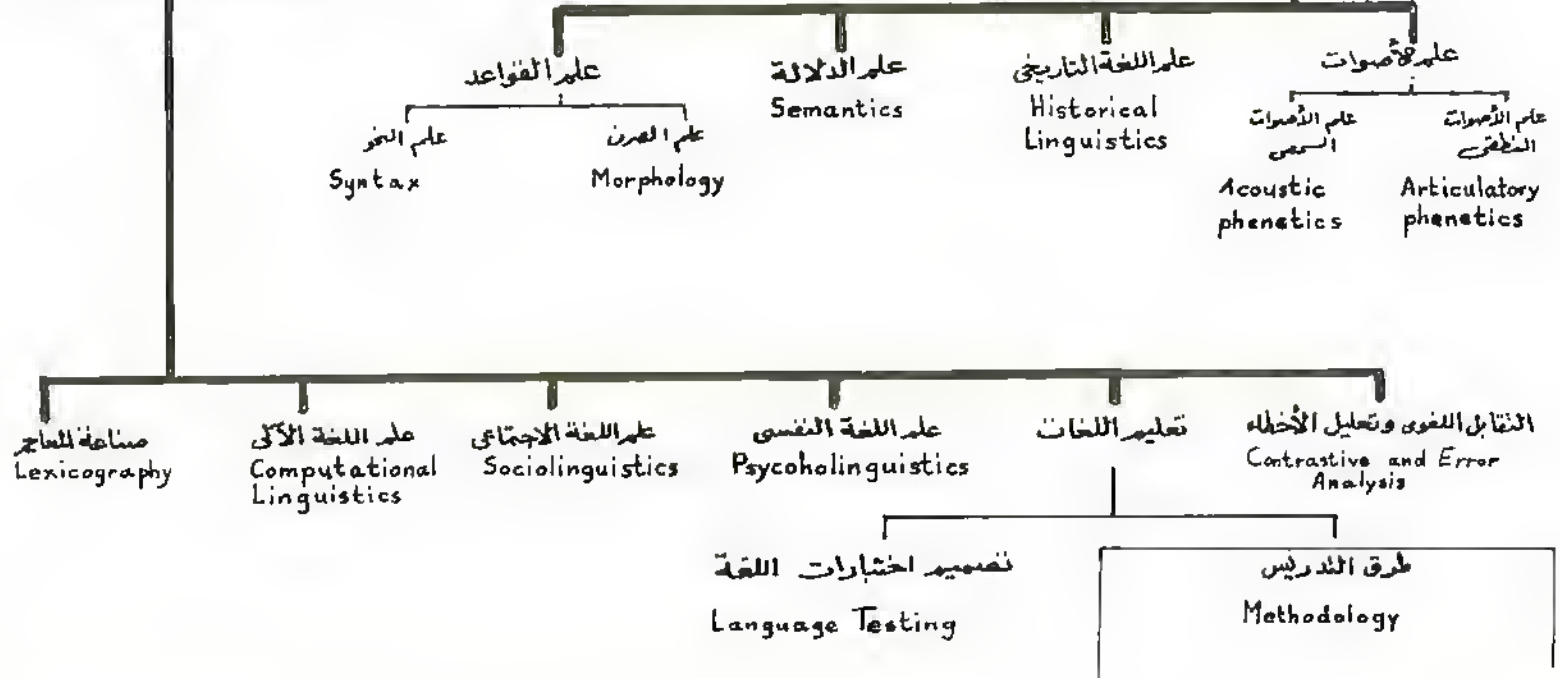 علم القواعد
علم الدلالة
Semantics
علم اللغة التاريخي
Historical
Linguistics
علم الأصوات
علم النحو
Syntax
علم الصرف
Morphology
علم الأصوات
السمعي
Acoustic
phenetics
علم الأصوات
النطقي
Articulatory
phenetics
صناعة المعاجم
Lexicography
علم اللغة الآلي
Computational
Linguistics
علم اللغة الاجتماعي
Sociolinguistics
علم اللغة النفسي
Psycoholinguistics
تعليم اللغات
التقابل اللغوي وتحليل الأخطاء
Contrastive and Error
Analysis
تصميم اختبارات اللغة
Language Testing
طرق التدريس
Methodology